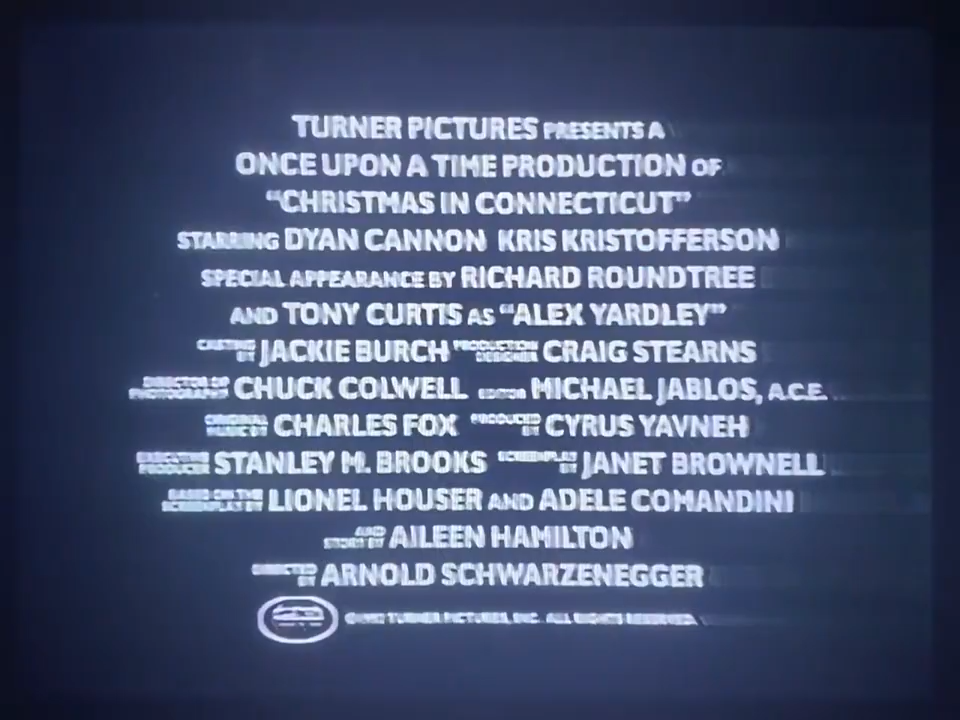 TURNER PICTURES PRESENTS A
ONCE UPON A TIME PRODUCTION OF
"CHRISTMAS IN CONNECTICUT"
STARRING DYAN CANNON KRIS KRISTOFFERSON
SPECIAL APPEARANCE BY RICHARD ROUNDTREE
AND TONY CURTIS AS "ALEX YARDLEY"
CASTING BY JACKIE BURCH PRODUCTION DESIGNER CRAIG STEARNS
DIRECTOR OF PHOTOGRAPHY CHUCK COLWELL EDITOR MICHAEL JABLOS, A.C.E.
ORIGINAL MUSIC BY CHARLES FOX PRODUCED BY CYRUS YAVNEH
EXECUTIVE PRODUCER STANLEY M. BROOKS SCREENPLAY BY JANET BROWNELL
BASED ON THE SCREENPLAY BY LIONEL HOUSER AND ADELE COMANDINI
AND STORY BY AILEEN HAMILTON
DIRECTED BY ARNOLD SCHWARZENEGGER
©1992 TURNER PICTURES, INC. ALL RIGHTS RESERVED.